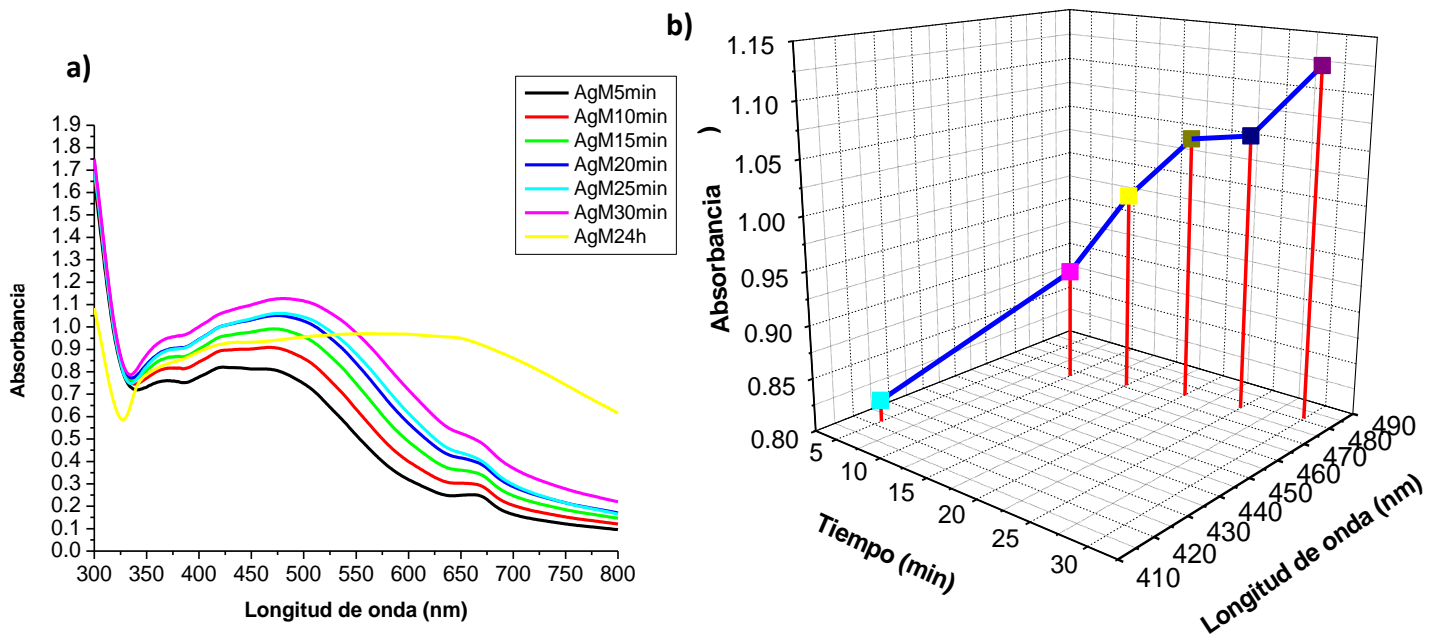 a)
AgM5min
AgM10min
AgM15min
AgM20min
AgM25min
AgM30min
AgM24h
1.9
1.8
1.7
1.6
1.5
1.4
1.3
1.2
1.1
1.0
0.9
0.8
0.7
0.6
0.5
0.4
0.3
0.2
0.1
0.0
Absorbancia
300 350 400 450 500 550 600 650 700 750 800
Longitud de onda (nm)
b)
1.15
1.10
1.05
1.00
0.95
0.90
0.85
0.80
Absorbancia
)
5 10 15 20 25 30
Tiempo (min)
410 420 430 440 450 460 470 480 490
Longitud de onda (nm)